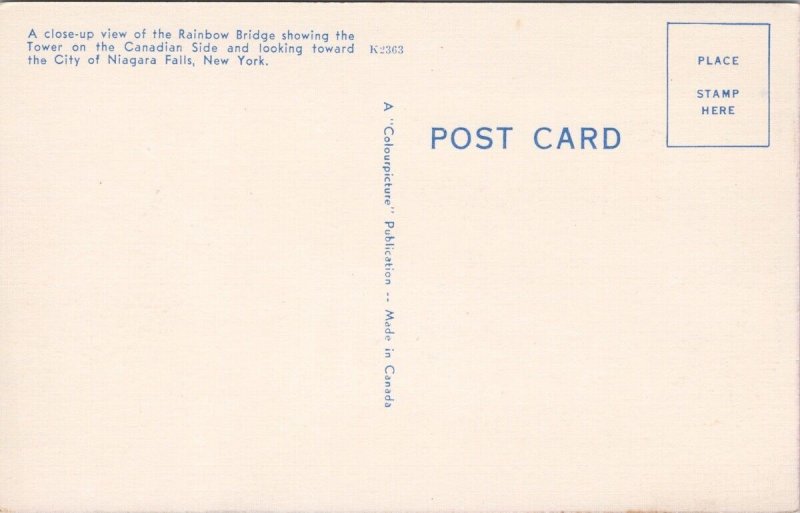 A close-up view of the Rainbow Bridge showing the
Tower on the Canadian Side and looking toward
the City of Niagara Falls, New York.
K2363
A "Colourpicture" Publication -- Made in Canada
POST CARD
PLACE
STAMP
HERE